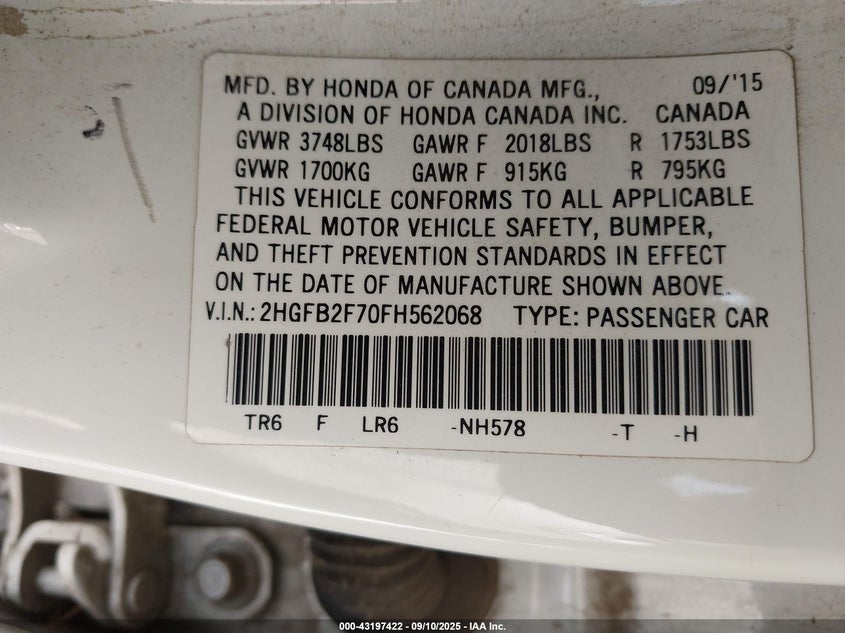 MFD. BY HONDA OF CANADA MFG., 09/'15
A DIVISION OF HONDA CANADA INC. CANADA
GVWR 3748LBS GAWR F 2018LBS R 1753LBS
GVWR 1700KG GAWR F 915KG R 795KG
THIS VEHICLE CONFORMS TO ALL APPLICABLE
FEDERAL MOTOR VEHICLE SAFETY, BUMPER,
AND THEFT PREVENTION STANDARDS IN EFFECT
ON THE DATE OF MANUFACTURE SHOWN ABOVE.
V.I.N.: 2HGFB2F70FH562068 TYPE: PASSENGER CAR
TR6 F LR6 -NH578 -T -H
000-43197422 - 09/10/2025 - IAA Inc.